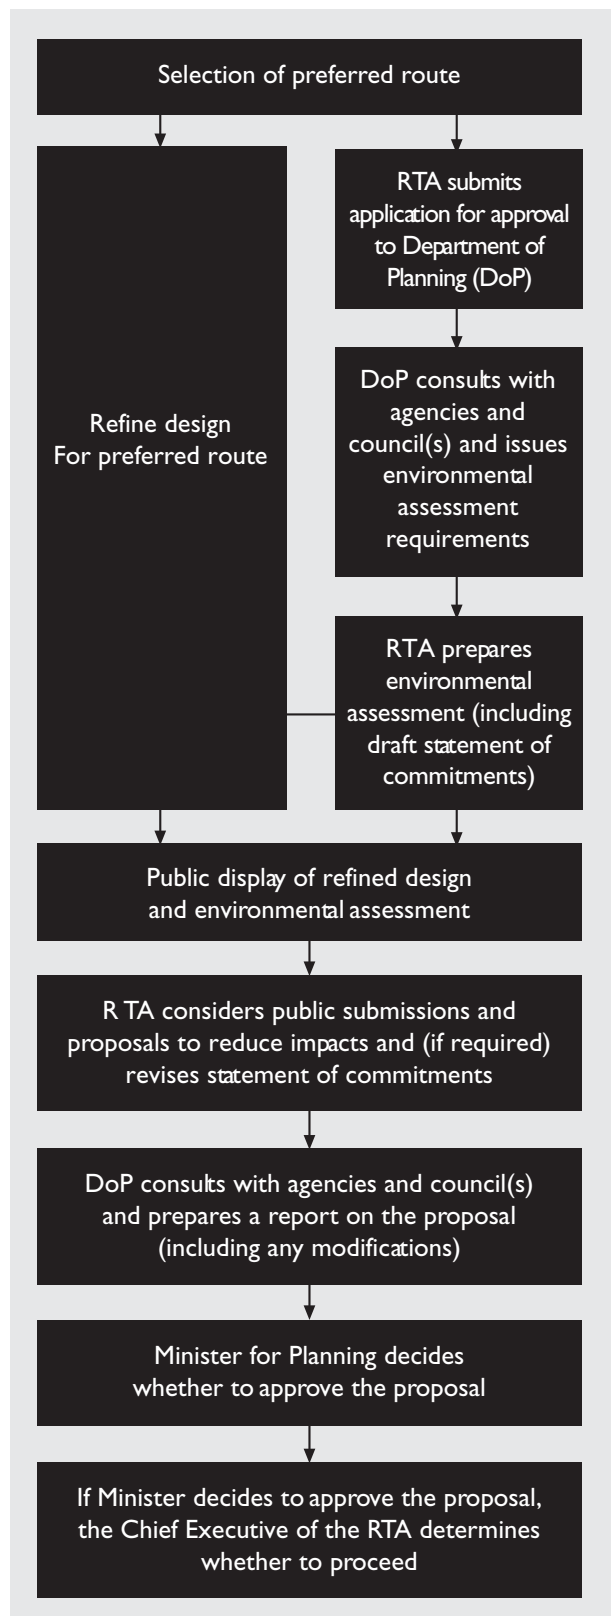 Selection of preferred route
Refine design
For preferred route
RTA submits
application for approval
to Department of
Planning (DoP)
DoP consults with
agencies and
council(s) and issues
environmental
assessment
requirements
RTA prepares
environmental
assessment (including
draft statement of
commitments)
Public display of refined design
and environmental assessment
R TA considers public submissions and
proposals to reduce impacts and (if required)
revises statement of commitments
DoP consults with agencies and council(s)
and prepares a report on the proposal
(including any modifications)
Minister for Planning decides
whether to approve the proposal
If Minister decides to approve the proposal,
the Chief Executive of the RTA determines
whether to proceed